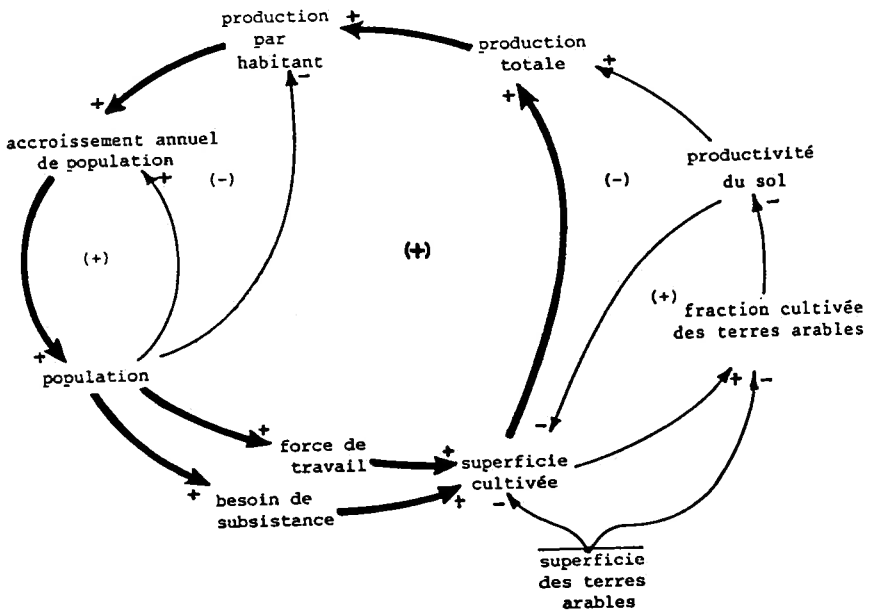 production
par
habitant
+
+
production
totale
+
-
+
+
accroissement annuel
de population
+
(-)
(-)
productivité
du sol
-
(+)
(+)
(+)
fraction cultivée
des terres arables
+
population
+
-
+
force de
travail
+
-
superficie
cultivée
+
besoin de
subsistance
+
-
superficie
des terres
arables